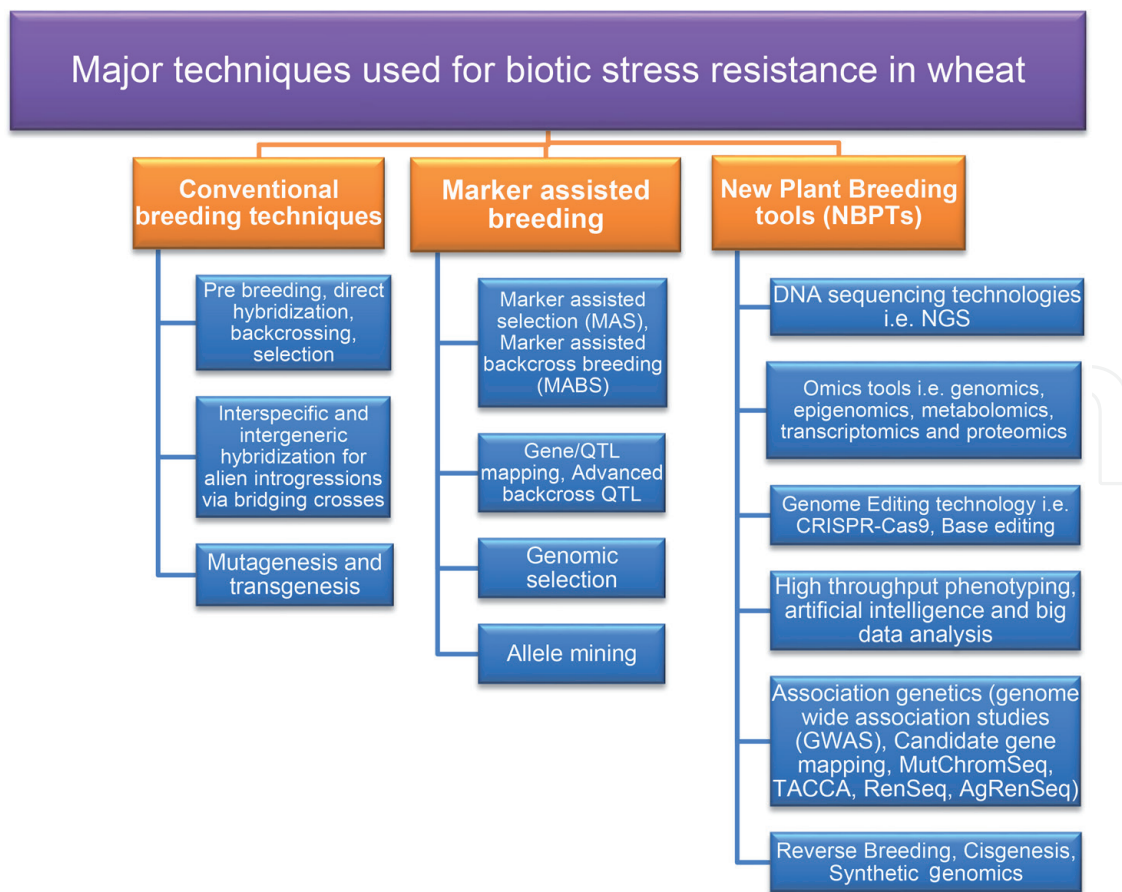 Major techniques used for biotic stress resistance in wheat
Conventional
breeding techniques
Pre breeding, direct
hybridization,
backcrossing,
selection
Interspecific and
intergeneric
hybridization for
alien introgressions
via bridging crosses
Mutagenesis and
transgenesis
Marker assisted
breeding
Marker assisted
selection (MAS),
Marker assisted
backcross breeding
(MABS)
Gene/QTL
mapping, Advanced
backcross QTL
Genomic
selection
Allele mining
New Plant Breeding
tools (NBPTs)
DNA sequencing technologies
i.e. NGS
Omics tools i.e. genomics,
epigenomics, metabolomics,
transcriptomics and proteomics
Genome Editing technology i.e.
CRISPR-Cas9, Base editing
High throughput phenotyping,
artificial intelligence and big
data analysis
Association genetics (genome
wide association studies
(GWAS), Candidate gene
mapping, MutChromSeq,
TACCA, RenSeq, AgRenSeq)
Reverse Breeding, Cisgenesis,
Synthetic genomics